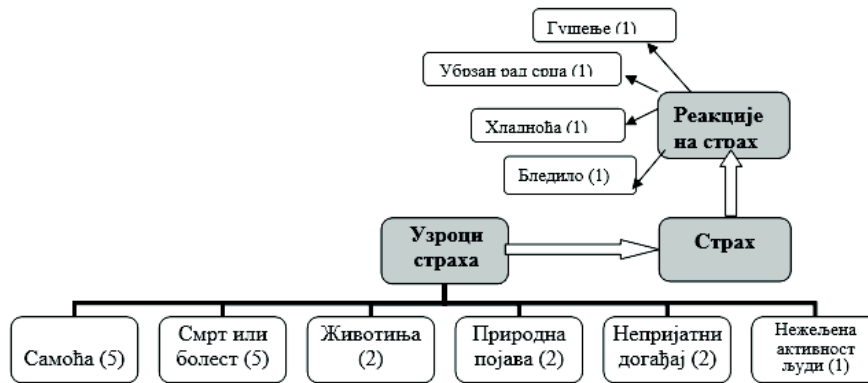 Гушење (1)
Убрзан рад срца (1)
Реакције
на страх
Хладноћа (1)
Бледило (1)
Узроци
страха
Страх
Самоћа (5)
Смрт или
болест (5)
Животиња
(2)
Природна
појава (2)
Непријатни
догађај (2)
Нежељена
активност
људи (1)